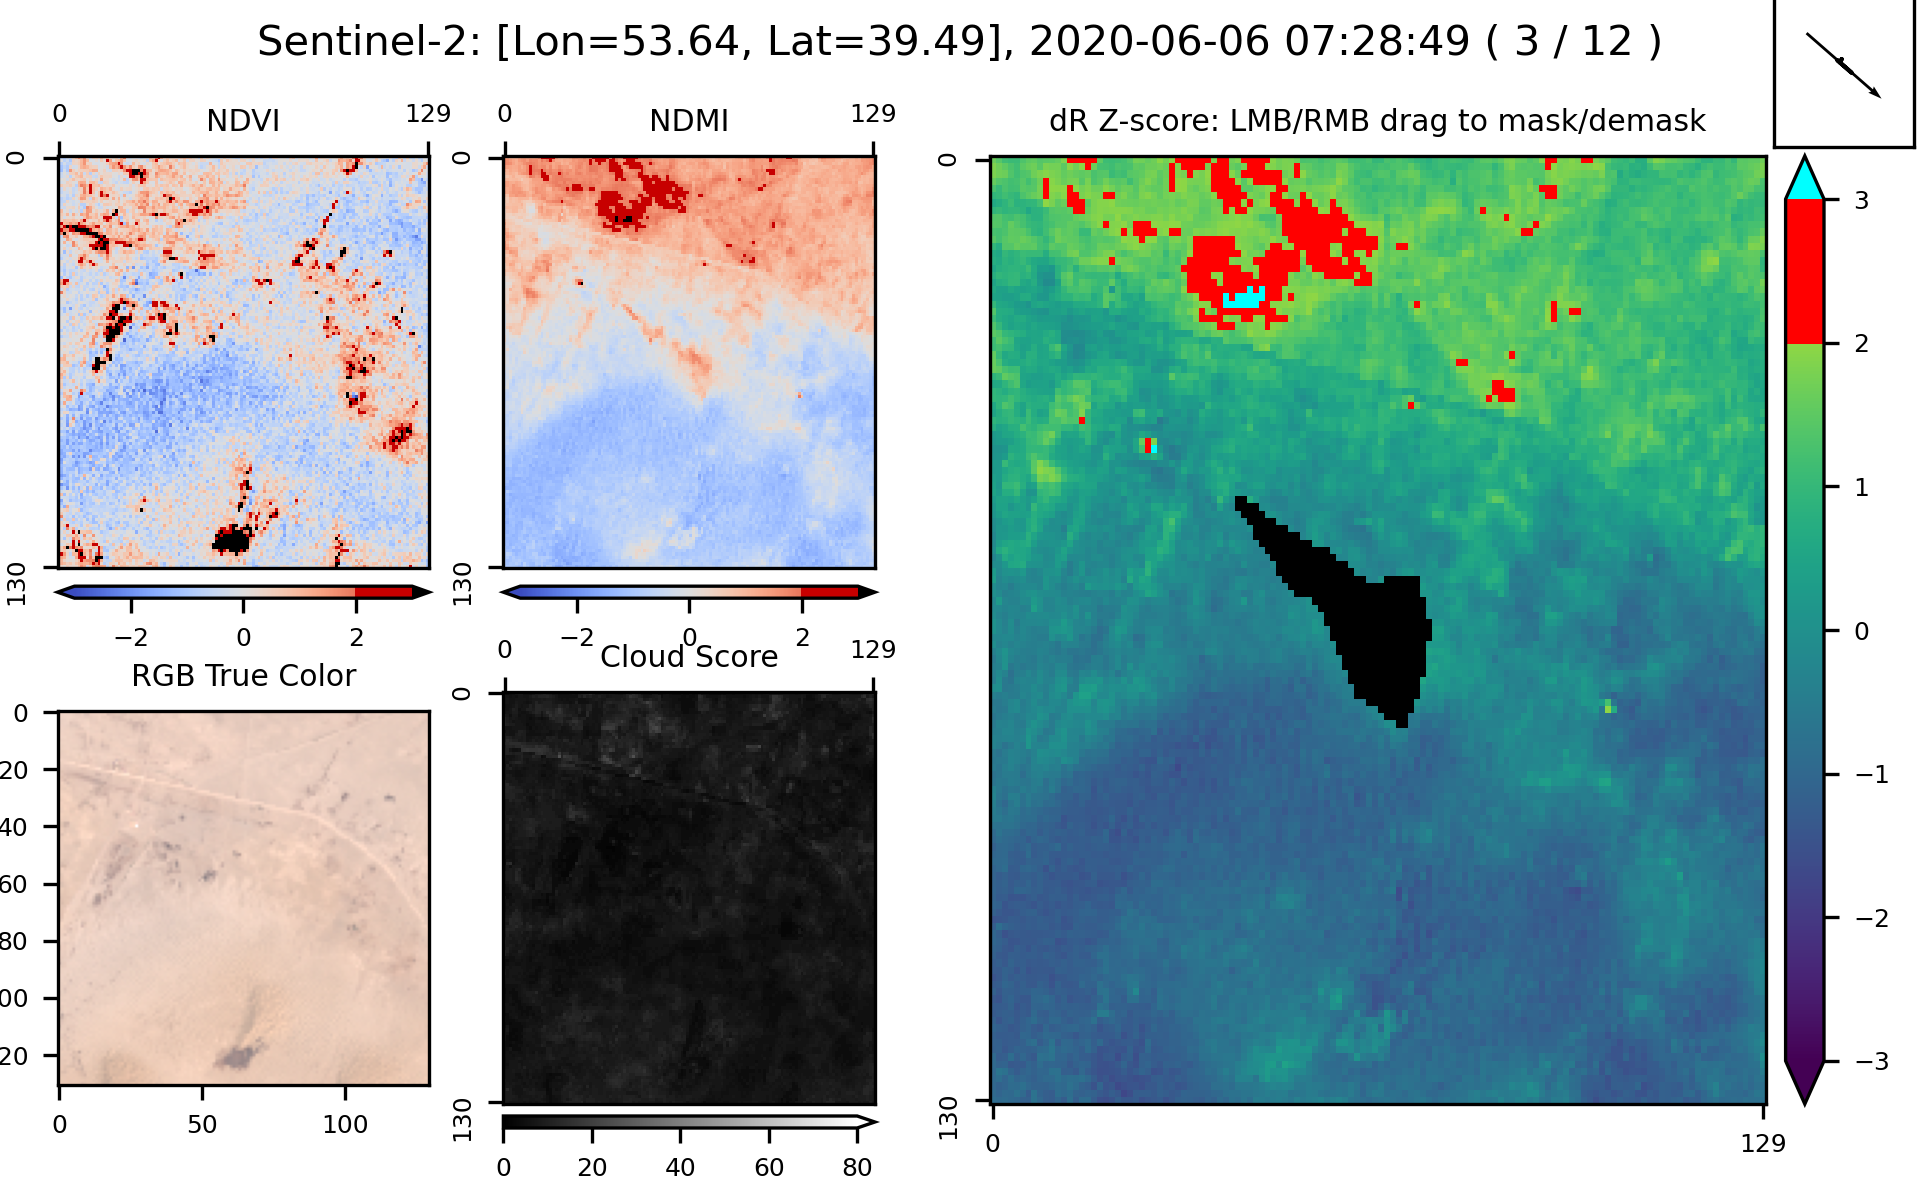 Sentinel-2: [Lon=53.64, Lat=39.49], 2020-06-06 07:28:49 ( 3 / 12 )
0 129
NDVI
0
130
−2 0 2
0 129
NDMI
0
130
−2 0 2
dR Z-score: LMB/RMB drag to mask/demask
0
130
0 129
3
2
1
0
−1
−2
−3
RGB True Color
0
20
40
60
80
00
20
0 50 100
0 129
Cloud Score
0
130
0 20 40 60 80